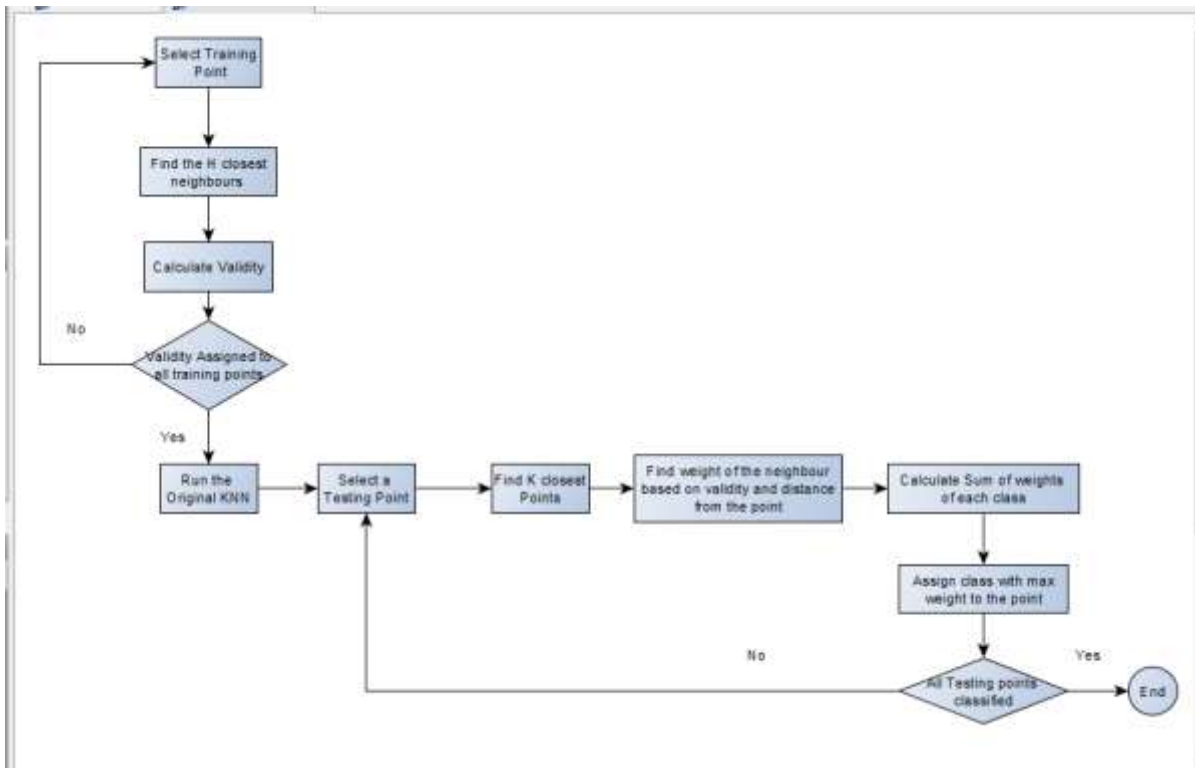 Select Training
Point
Find the H closest
neighbours
Calculate Validity
No
Validity Assigned to
all training points
Yes
Run the
Original KNN
Select a
Testing Point
Find K closest
Points
Find weight of the neighbour
based on validity and distance
from the point
Calculate Sum of weights
of each class
Assign class with max
weight to the point
No
All Testing points
classified
Yes
End